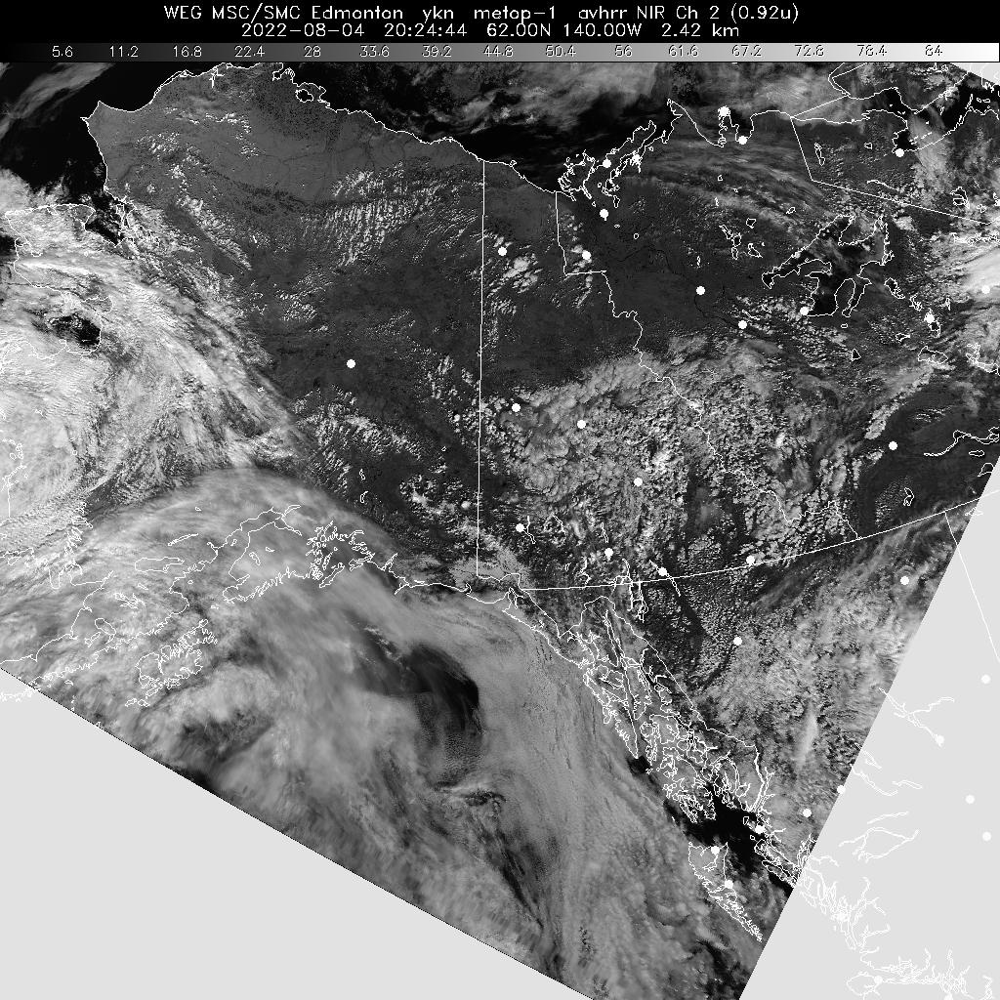 WEG MSC/SMC Edmonton ykn metop-1 avhrr NIR Ch 2 (0.92u)
2022-08-04 20:24:44 62.00N 140.00W 2.42 km
5.6 11.2 16.8 22.4 28 33.6 39.2 44.8 50.4 56 61.6 67.2 72.8 78.4 84